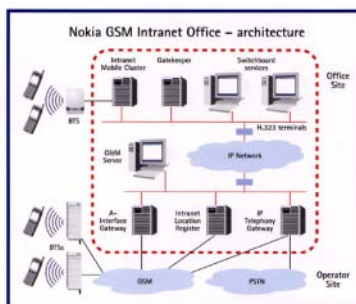 Nokia GSM Intranet Office – architecture
Intranet
Mobile Cluster
Gatekeeper
Switchboard
services
Office
Site
BTS
H.323 terminals
O&M
Server
IP Network
A-
Interface
Gateway
Intranet
Location
Register
IP
Telephony
Gateway
BTSs
GSM
PSTN
Operator
Site